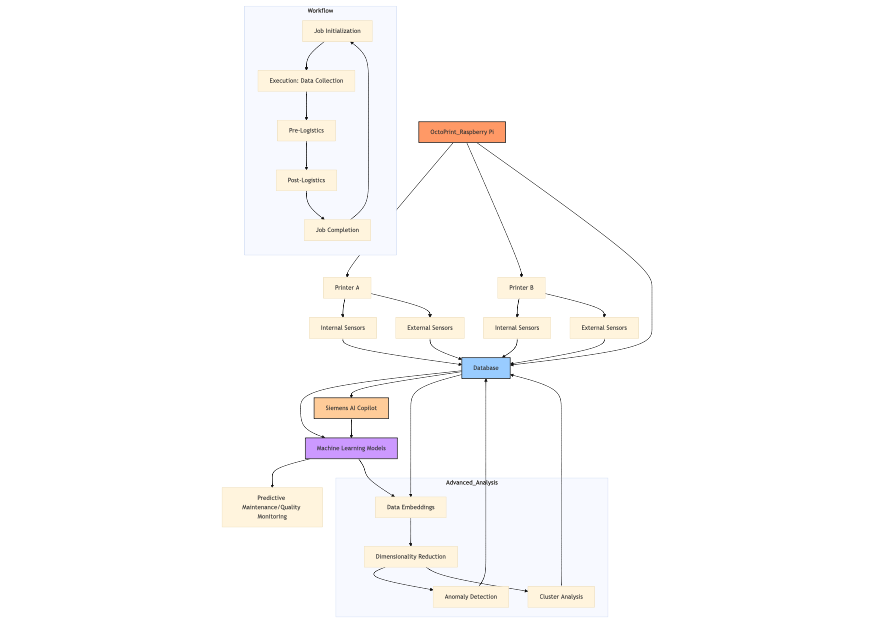 Workflow
Job Initialization
Execution: Data Collection
Pre-Logistics
Post-Logistics
Job Completion
OctoPrint_Raspberry Pi
Printer A
Printer B
Internal Sensors
External Sensors
Internal Sensors
External Sensors
Database
Siemens AI Copilot
Machine Learning Models
Predictive
Maintenance/Quality
Monitoring
Advanced_Analysis
Data Embeddings
Dimensionality Reduction
Anomaly Detection
Cluster Analysis